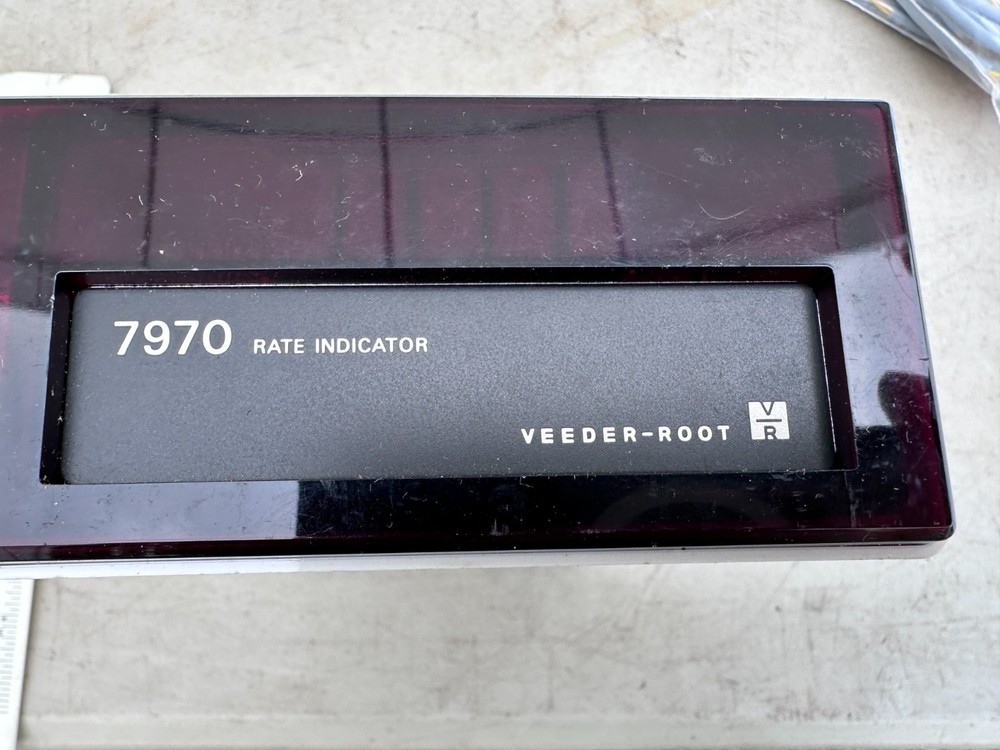 7970 RATE INDICATOR
VEEDER-ROOT V
R